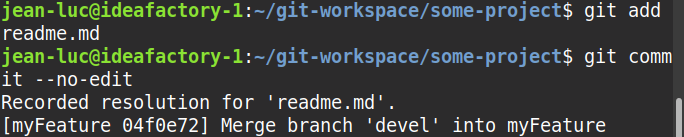 jean-luc@ideafactory-1:~/git-workspace/some-project$ git add
readme.md
jean-luc@ideafactory-1:~/git-workspace/some-project$ git comm
it --no-edit
Recorded resolution for 'readme.md'.
[myFeature 04f0e72] Merge branch 'devel' into myFeature